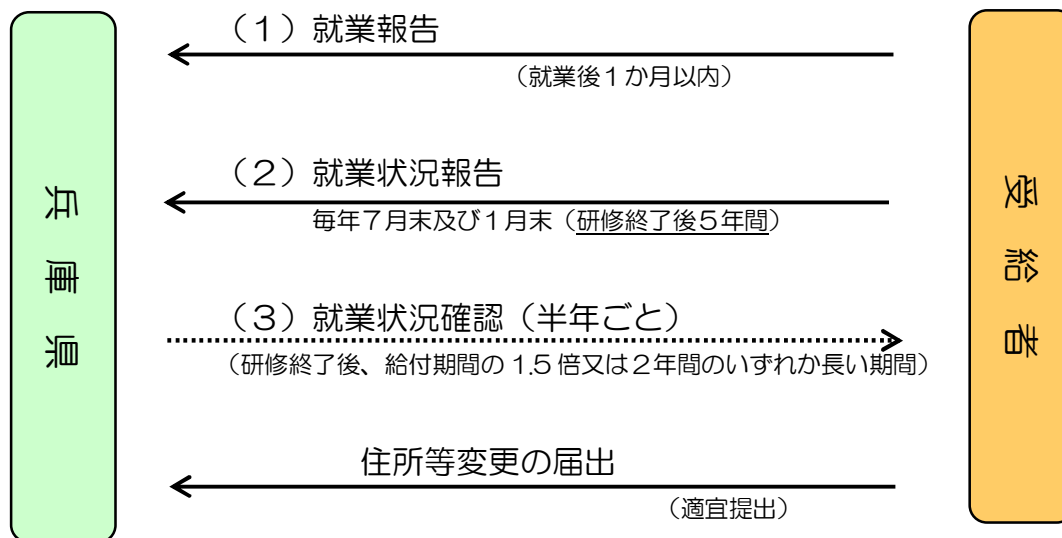 （１）就業報告
（就業後１か月以内）
（２）就業状況報告
毎年７月末及び１月末（研修終了後５年間）
（３）就業状況確認（半年ごと）
（研修終了後、給付期間の 1.5 倍又は２年間のいずれか長い期間）
住所等変更の届出
（適宜提出）
兵庫県
受給者